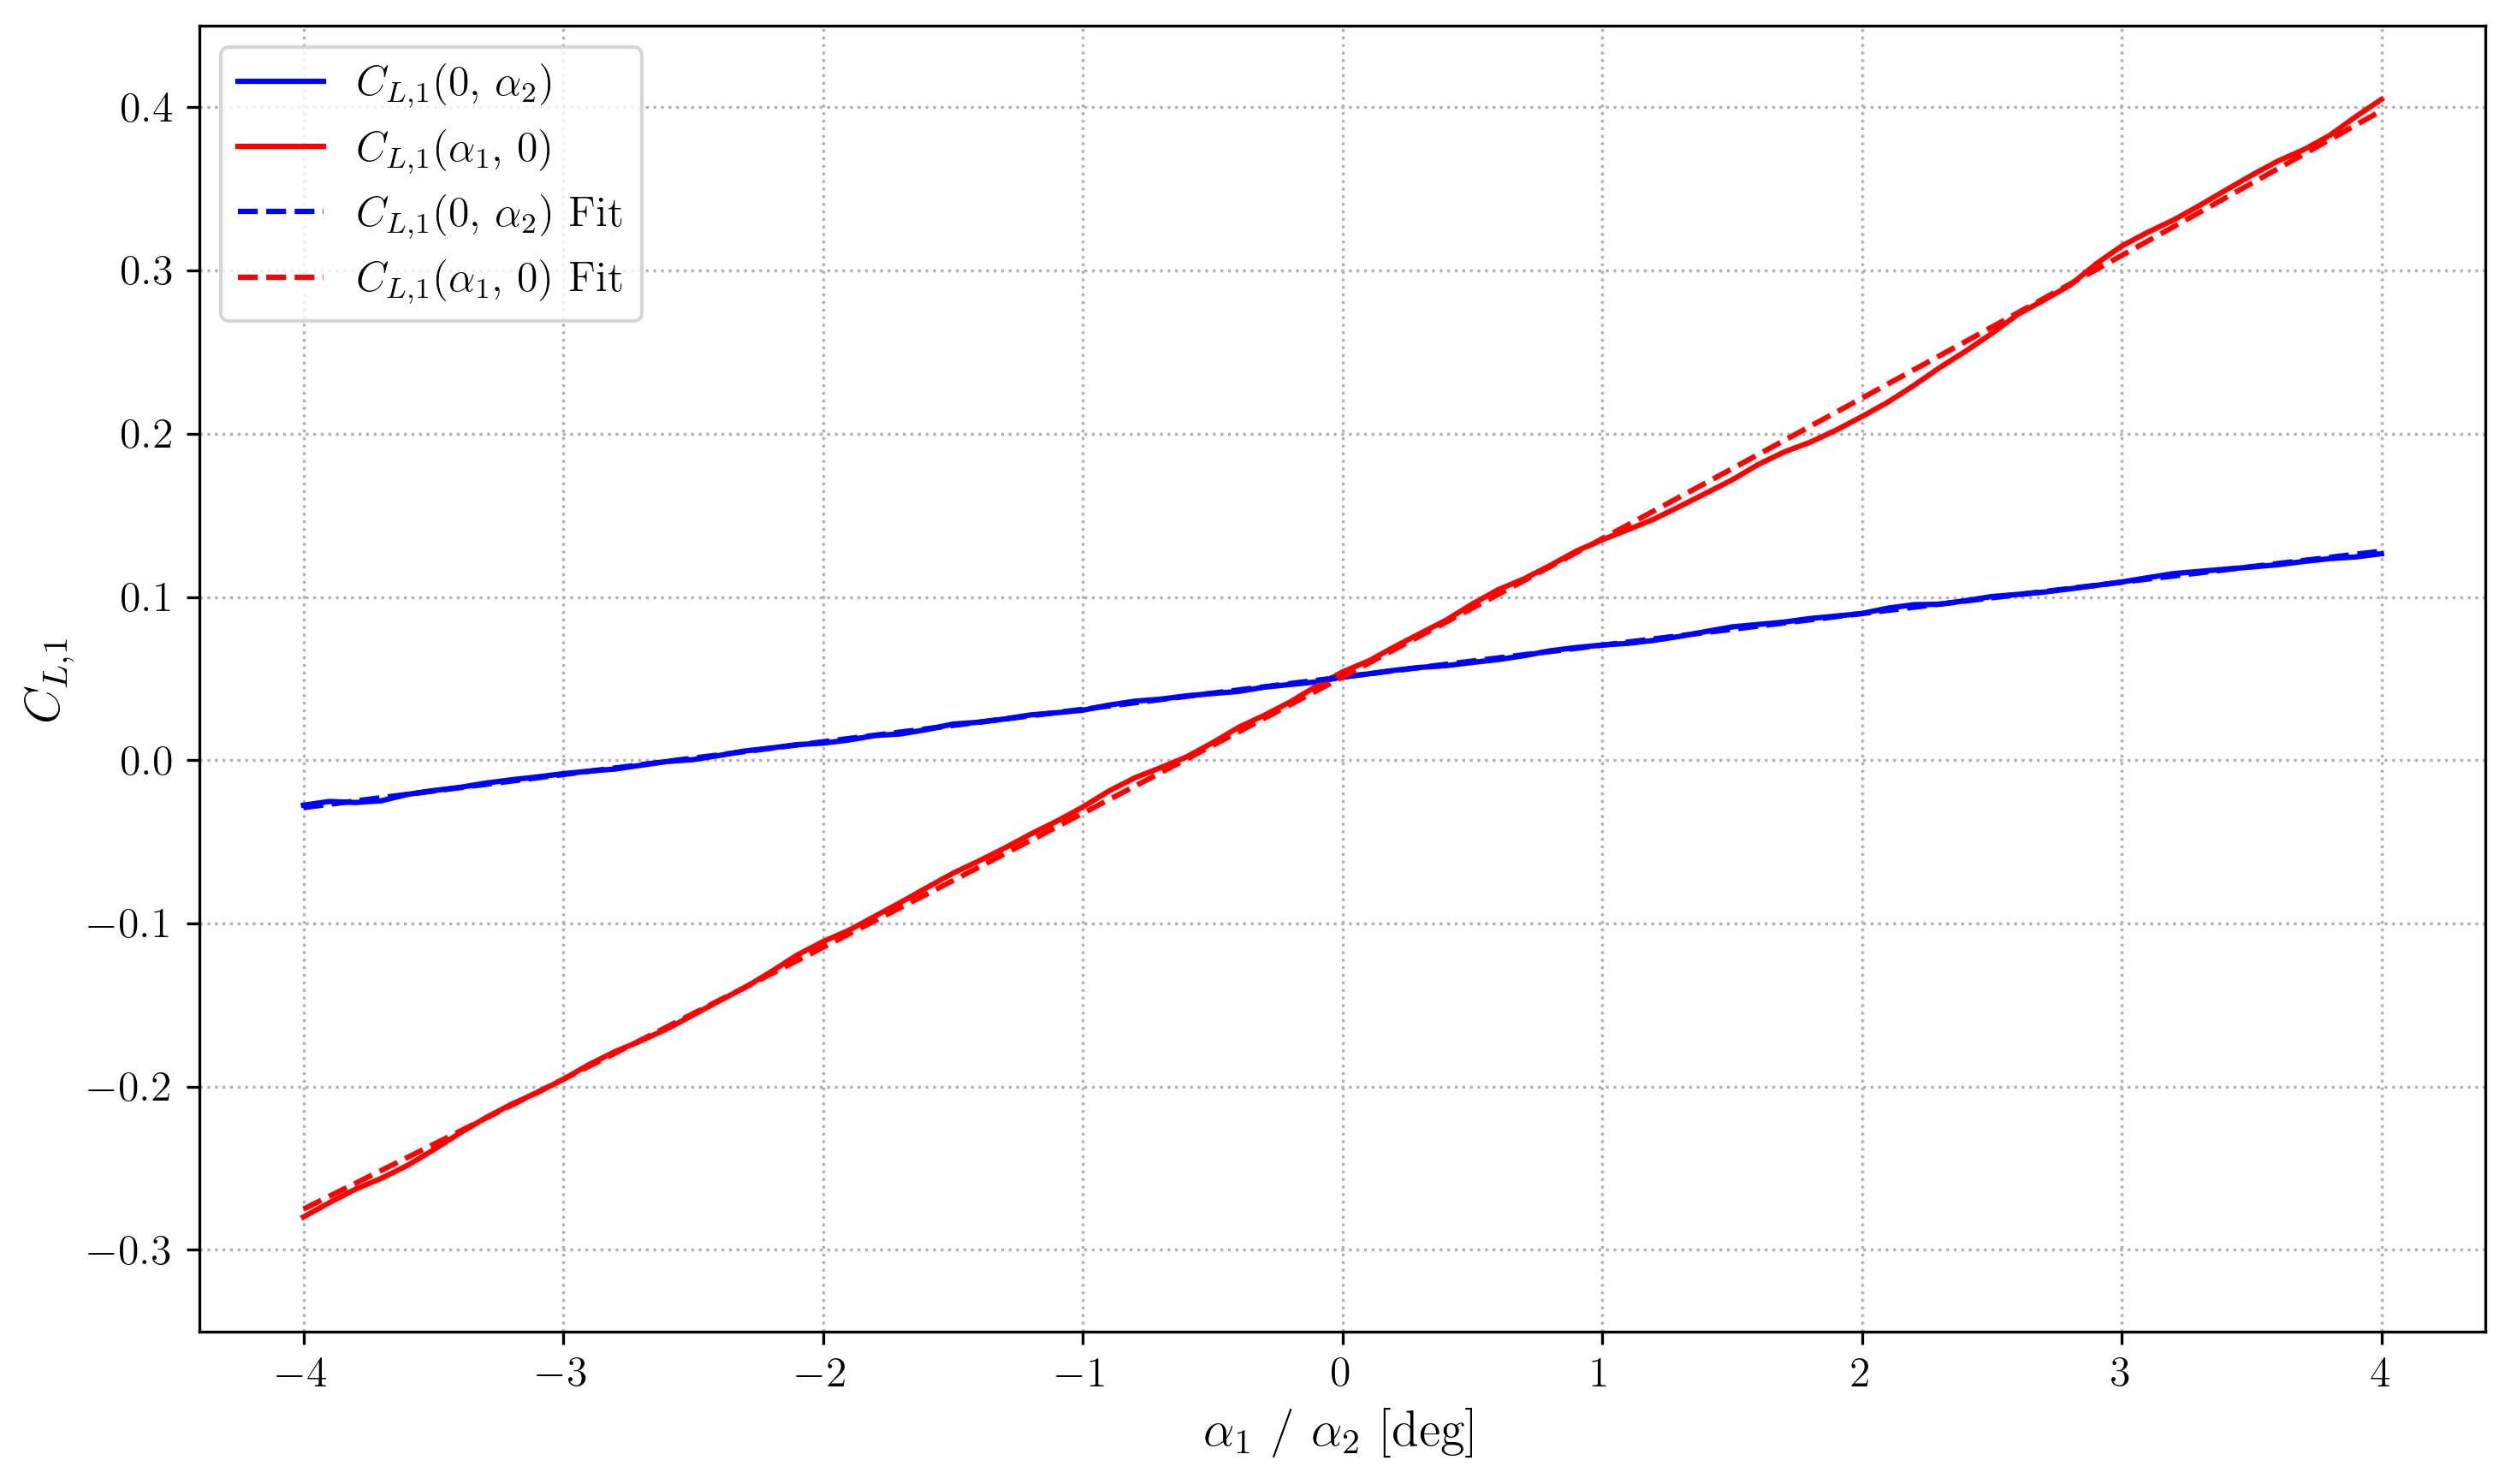 C_{L,1}(0, α_2)
C_{L,1}(α_1, 0)
C_{L,1}(0, α_2) Fit
C_{L,1}(α_1, 0) Fit
C_{L,1}
0.4
0.3
0.2
0.1
0.0
−0.1
−0.2
−0.3
−4 −3 −2 −1 0 1 2 3 4
α_1 / α_2 [deg]